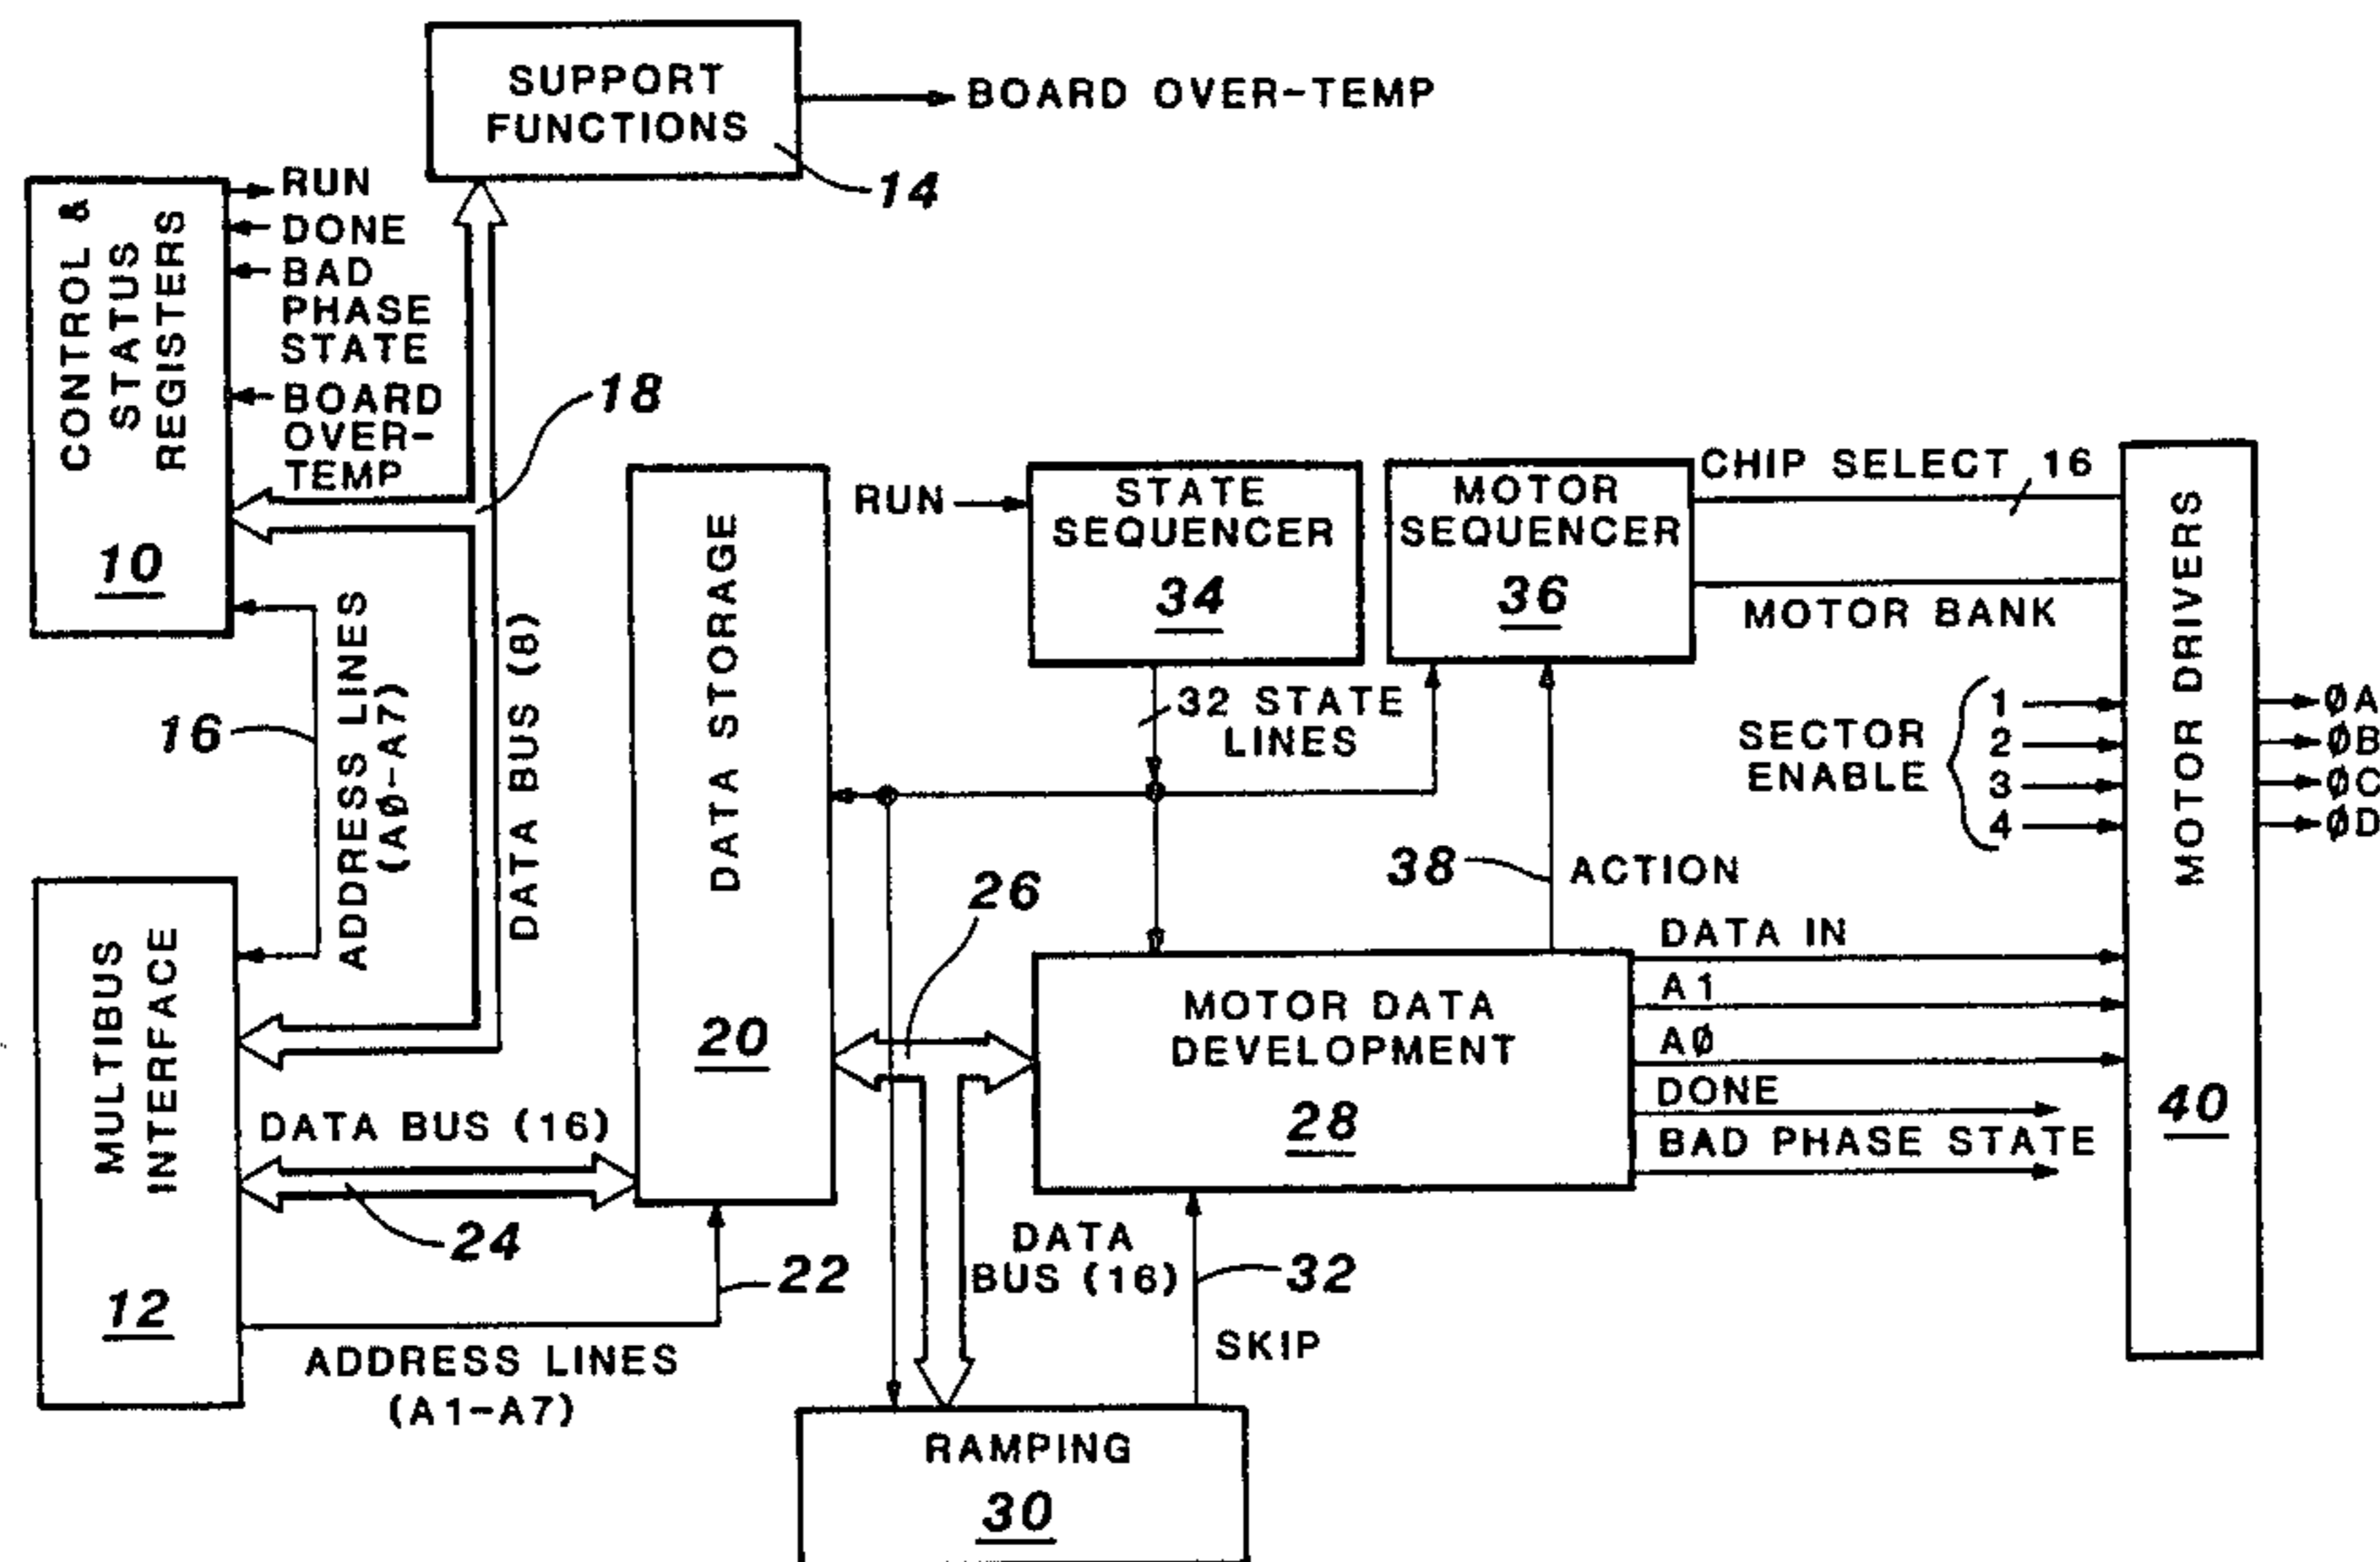 SUPPORT
FUNCTIONS
14
BOARD OVER-TEMP
CONTROL &
STATUS
REGISTERS
10
RUN
DONE
BAD
PHASE
STATE
BOARD
OVER-
TEMP
18
16
ADDRESS LINES
(AØ-A7)
DATA BUS (8)
MULTIBUS
INTERFACE
12
DATA BUS (16)
24
22
ADDRESS LINES
(A1-A7)
DATA STORAGE
20
RUN
STATE
SEQUENCER
34
MOTOR
SEQUENCER
36
CHIP SELECT 16
MOTOR BANK
32 STATE
LINES
SECTOR
ENABLE
1
2
3
4
MOTOR DRIVERS
40
ØA
ØB
ØC
ØD
38
ACTION
26
MOTOR DATA
DEVELOPMENT
28
DATA IN
A1
AØ
DONE
BAD PHASE STATE
DATA
BUS (16)
32
SKIP
RAMPING
30